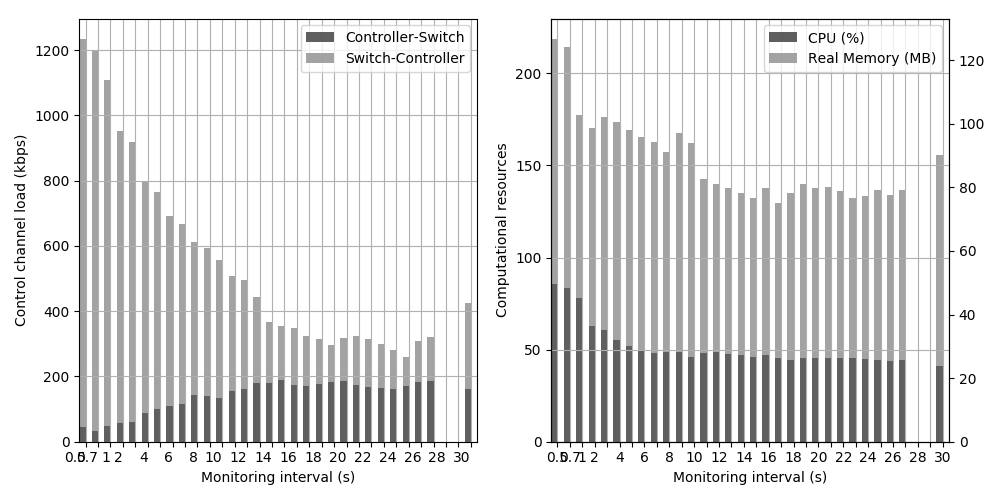 Controller-Switch
Switch-Controller
Control channel load (kbps)
1200
1000
800
600
400
200
0
0.5 0.7 1 2 4 6 8 10 12 14 16 18 20 22 24 26 28 30
Monitoring interval (s)
CPU (%)
Real Memory (MB)
Computational resources
200
150
100
50
0
120
100
80
60
40
20
0
0.5 0.7 1 2 4 6 8 10 12 14 16 18 20 22 24 26 28 30
Monitoring interval (s)